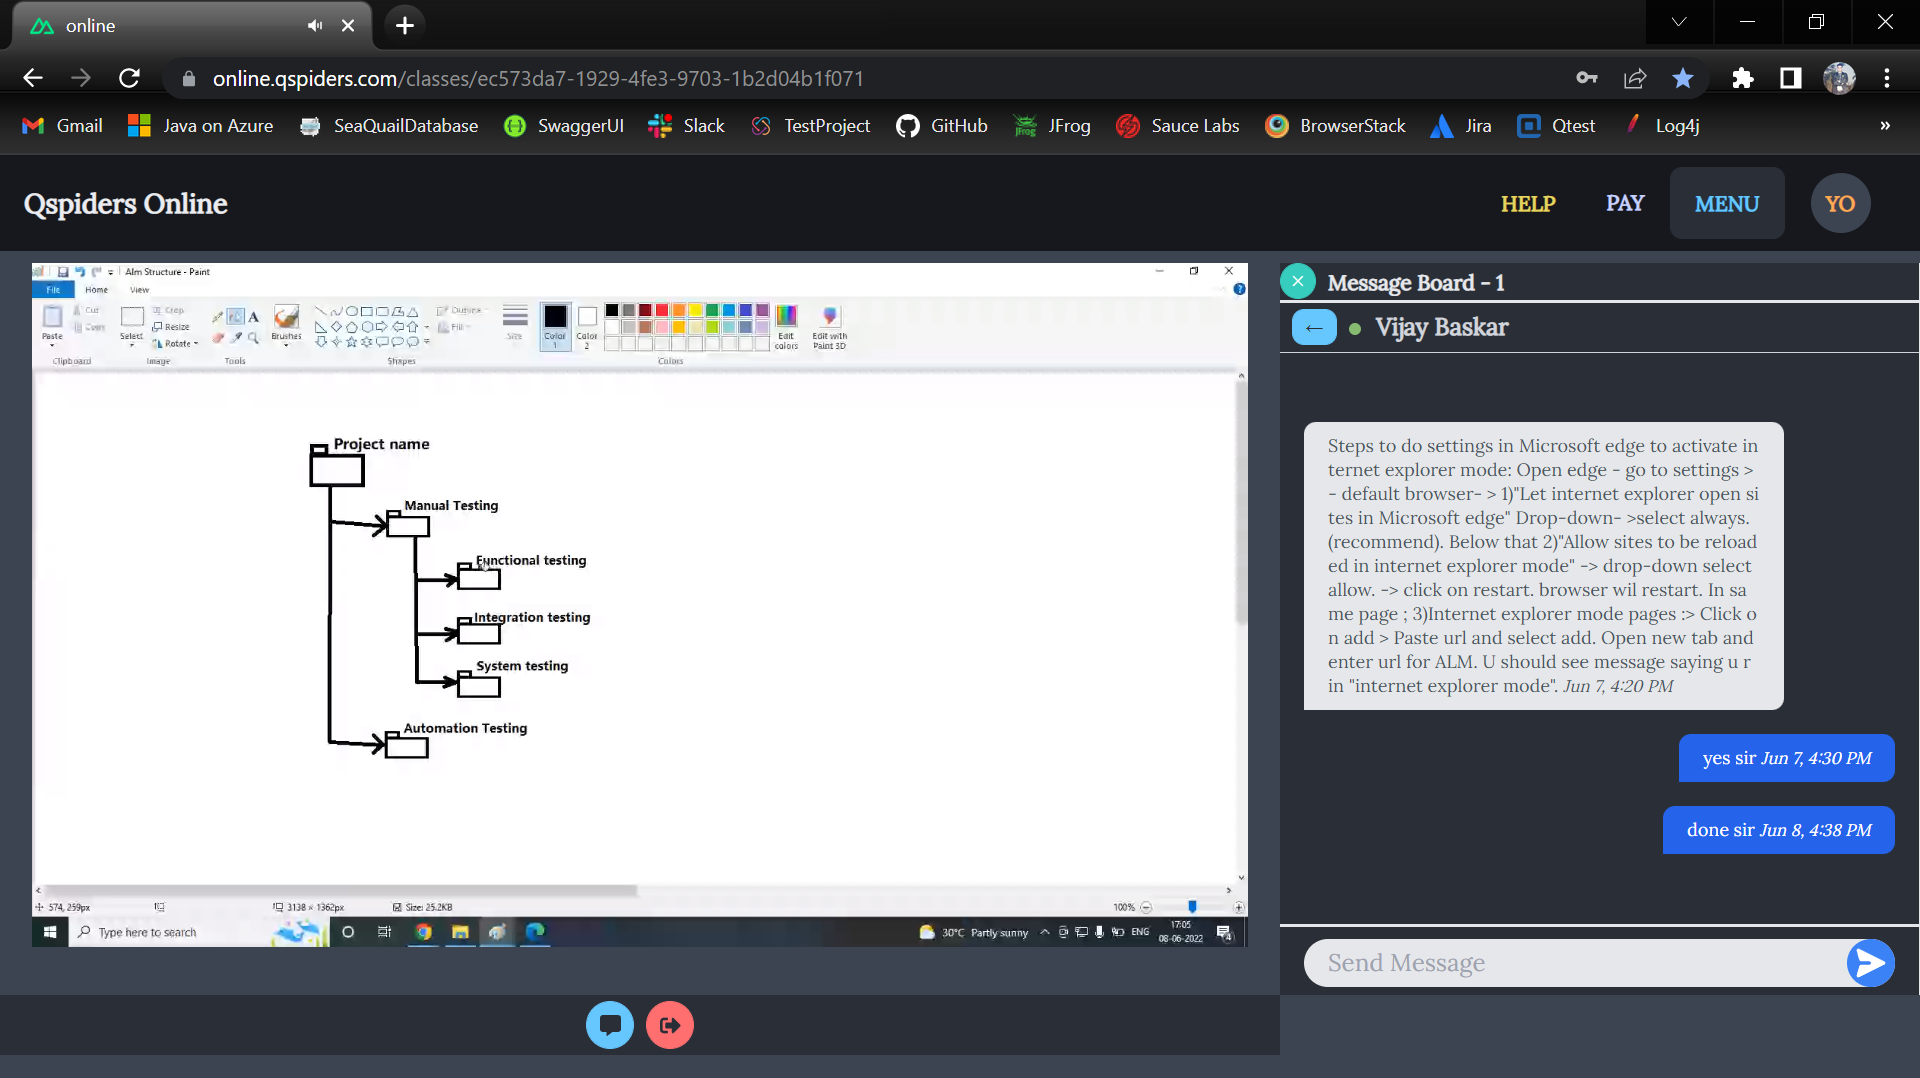 online
online.qspiders.com/classes/ec573da7-1929-4fe3-9703-1b2d04b1f071
Gmail
Java on Azure
SeaQuailDatabase
SwaggerUI
Slack
TestProject
GitHub
JFrog
Sauce Labs
BrowserStack
Jira
Qtest
Log4j
»
Qspiders Online
HELP
PAY
MENU
YO
Alm Structure - Paint
File
Home
View
Paste
Cut
Copy
Clipboard
Select
Crop
Resize
Rotate
Image
A
Tools
Brushes
Shapes
Outline
Fill
Size
Color
1
Color
2
Edit
colors
Edit with
Paint 3D
Colors
Project name
Manual Testing
Functional testing
Integration testing
System testing
Automation Testing
574, 259px
3138 × 1362px
Size: 25.2KB
100%
Type here to search
30°C Partly sunny
ENG
17:05
08-06-2022
4
Message Board - 1
Vijay Baskar
Steps to do settings in Microsoft edge to activate in
ternet explorer mode: Open edge - go to settings >
- default browser- > 1)"Let internet explorer open si
tes in Microsoft edge" Drop-down- >select always.
(recommend). Below that 2)"Allow sites to be reload
ed in internet explorer mode" -> drop-down select
allow. -> click on restart. browser wil restart. In sa
me page ; 3)Internet explorer mode pages :> Click o
n add > Paste url and select add. Open new tab and
enter url for ALM. U should see message saying u r
in "internet explorer mode". Jun 7, 4:20 PM
yes sir Jun 7, 4:30 PM
done sir Jun 8, 4:38 PM
Send Message